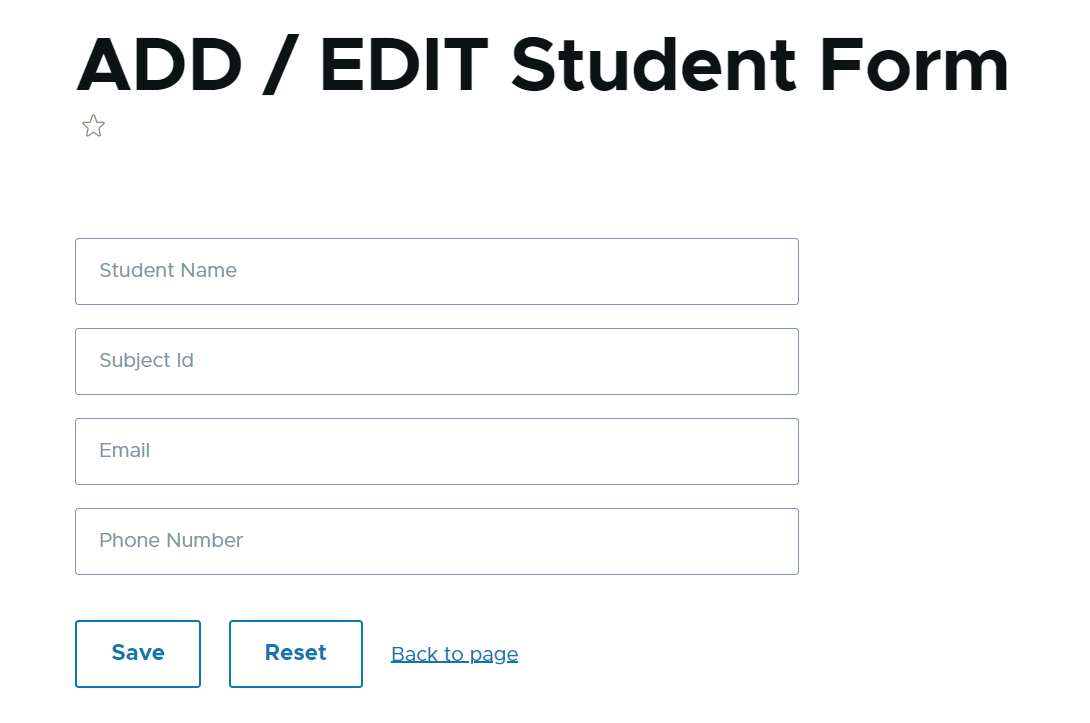 ADD / EDIT Student Form
Student Name
Subject Id
Email
Phone Number
Save Reset Back to page